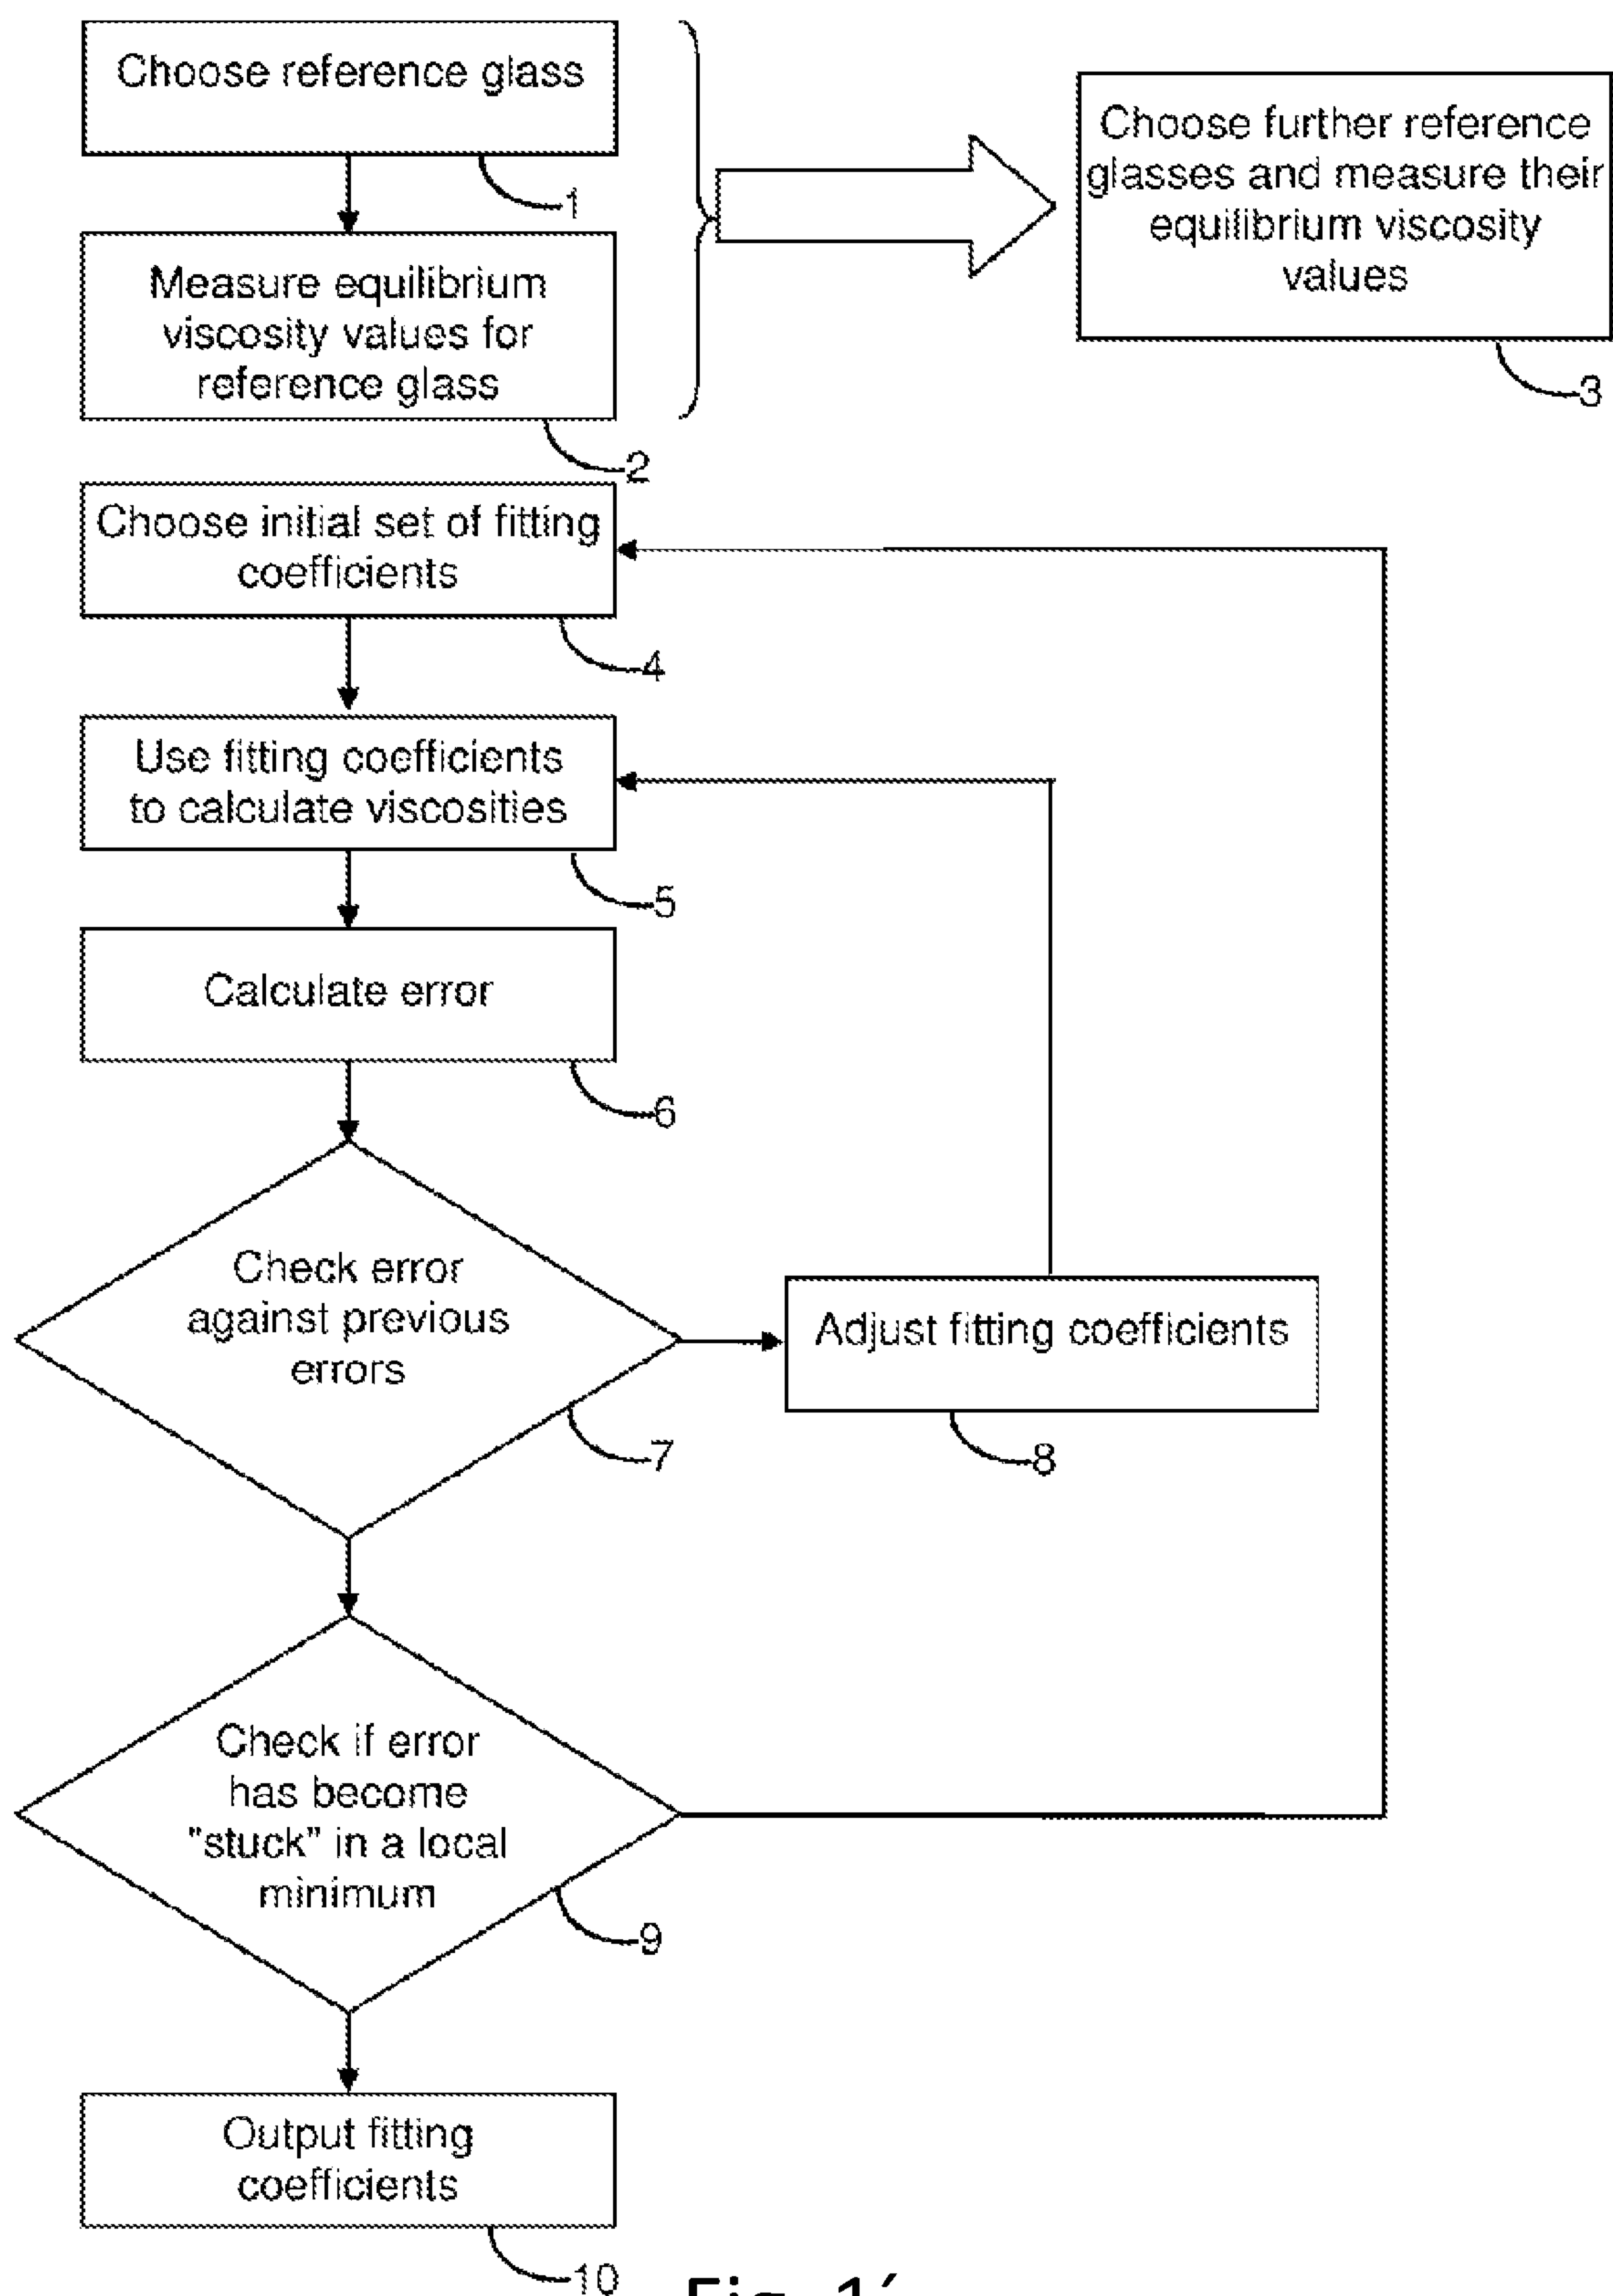 Choose reference glass
1
Measure equilibrium
viscosity values for
reference glass
2
Choose further reference
glasses and measure their
equilibrium viscosity
values
3
Choose initial set of fitting
coefficients
4
Use fitting coefficients
to calculate viscosities
5
Calculate error
6
Check error
against previous
errors
7
Adjust fitting coefficients
8
Check if error
has become
"stuck" in a local
minimum
9
Output fitting
coefficients
10
Fig. 1´